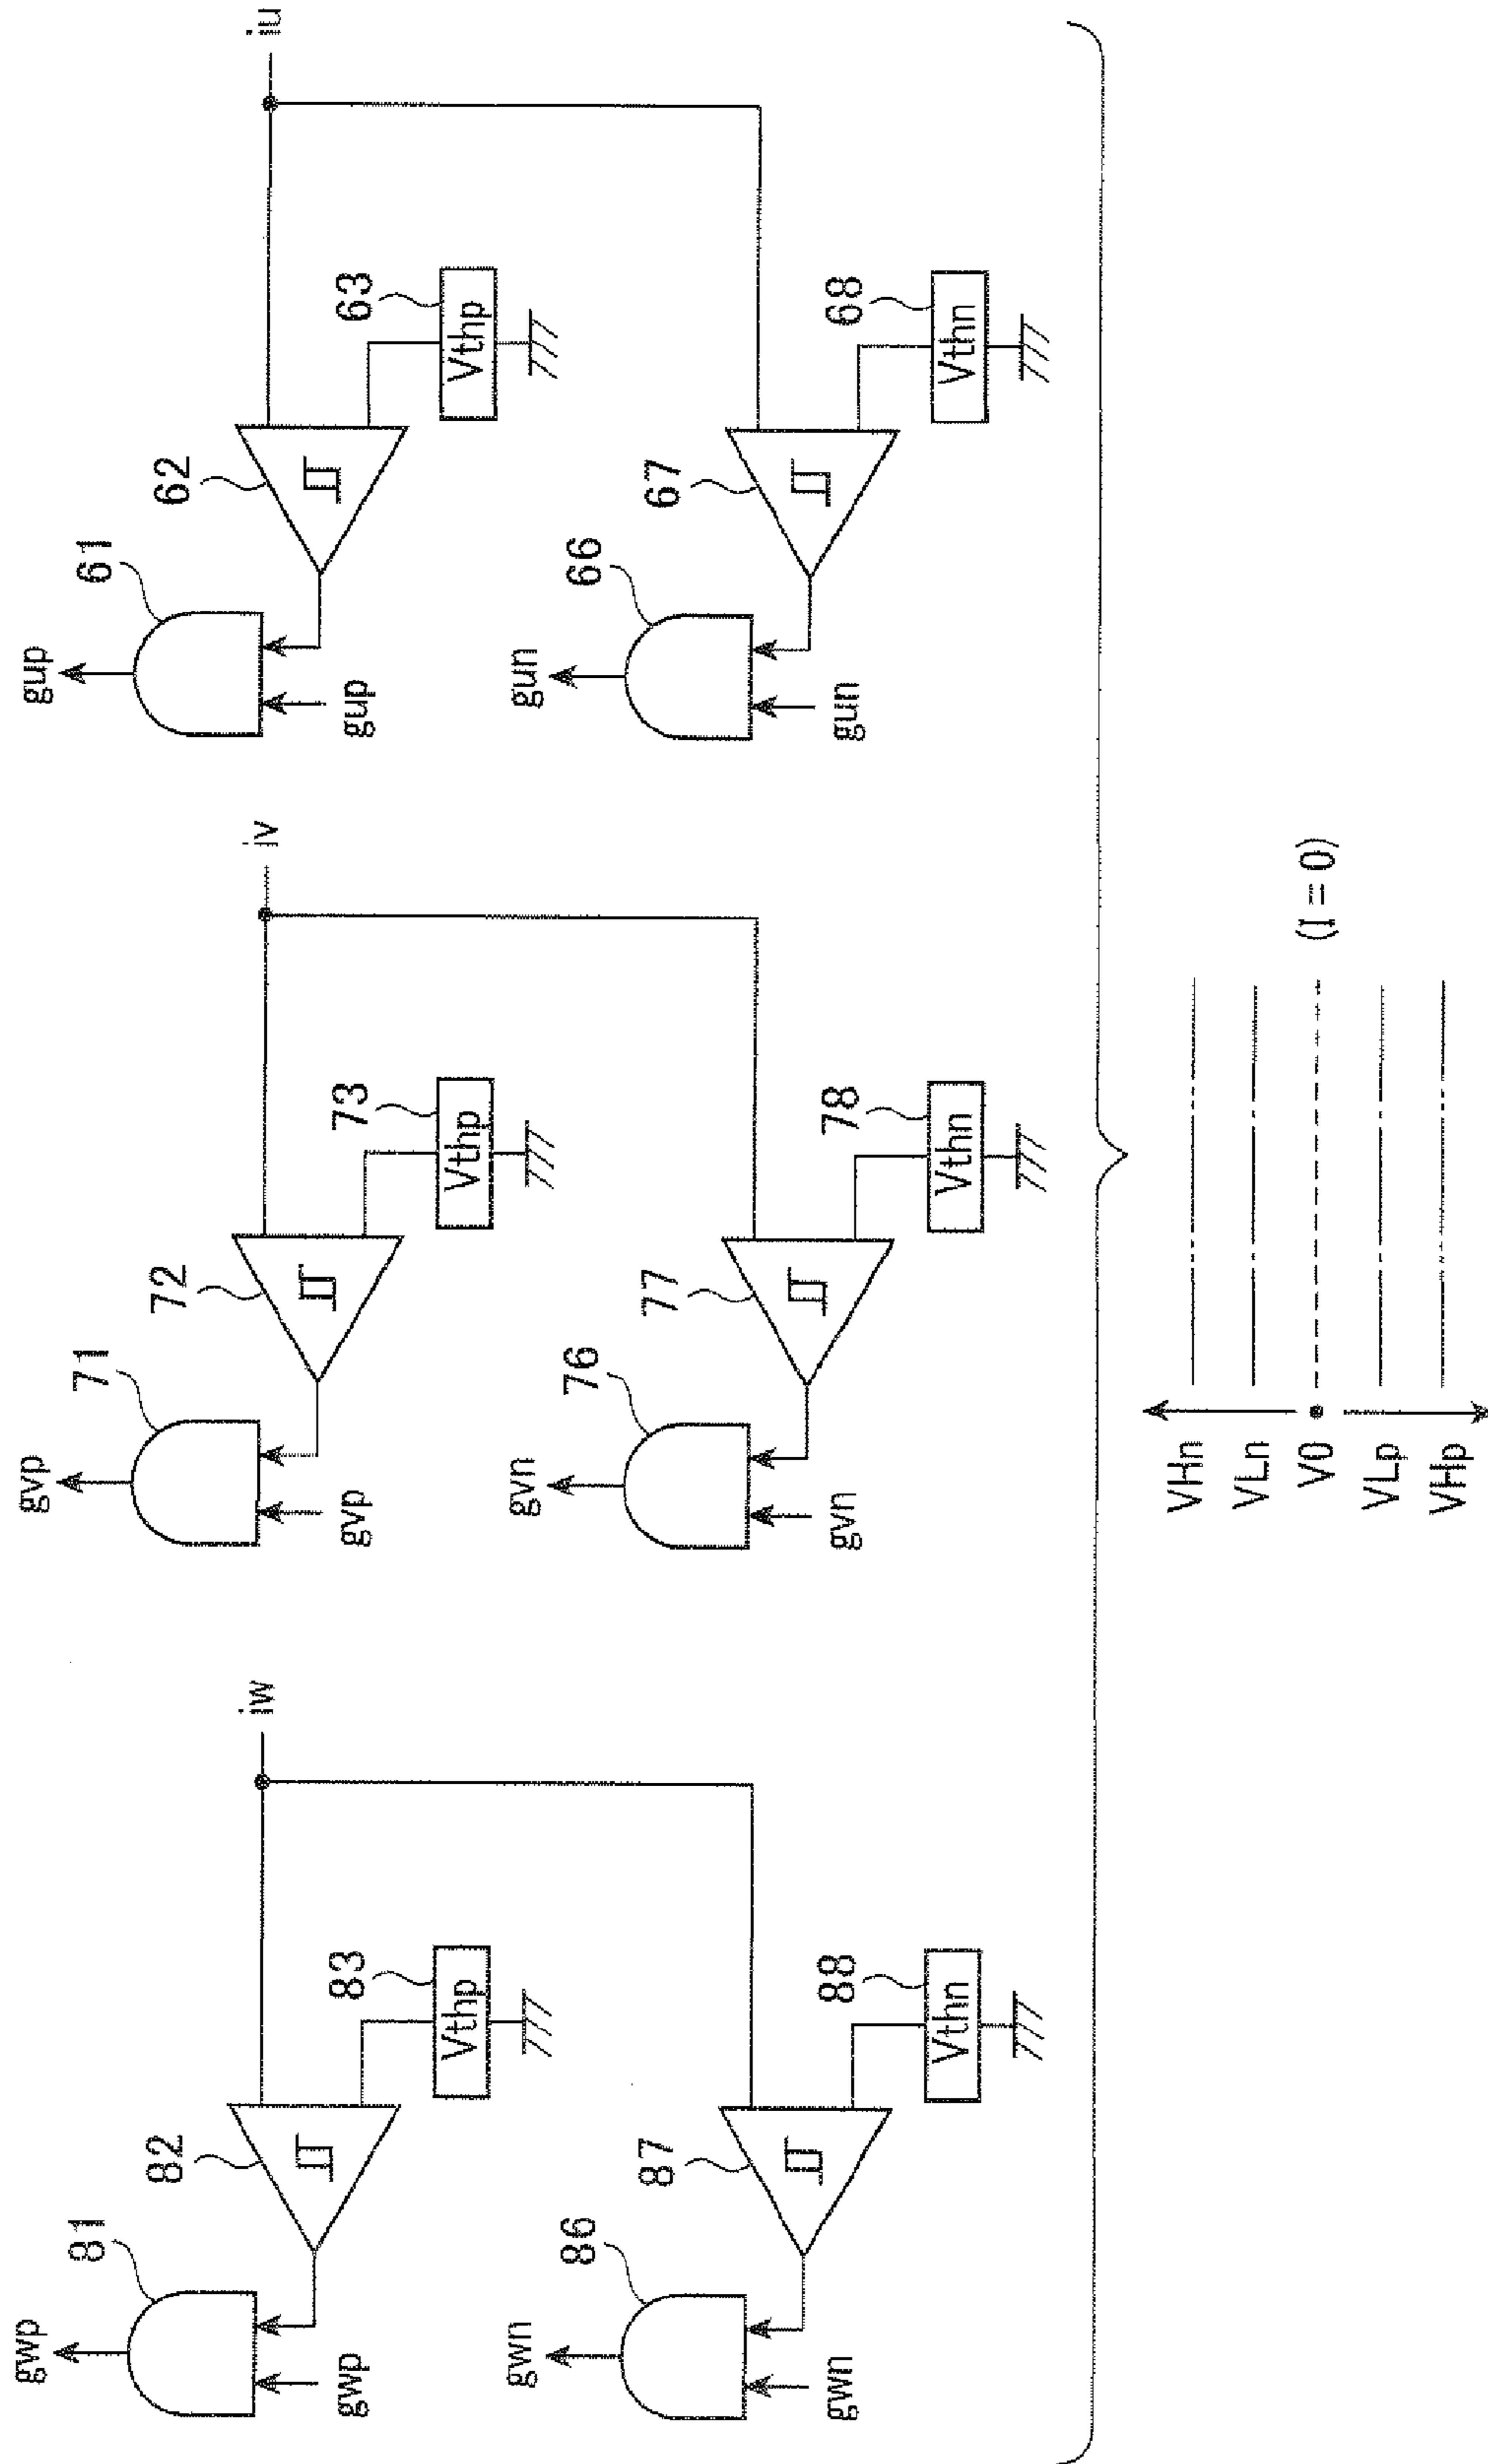 gwp
81
82
iw
gwp
83
Vthp
gwn
86
87
gwn
88
Vthn
gvp
71
72
iv
gvp
73
Vthp
gvn
76
77
gvn
78
Vthn
gup
61
62
iu
gup
63
Vthp
gun
66
67
gun
68
Vthn
VHn
VLn
V0 (I = 0)
VLp
VHp